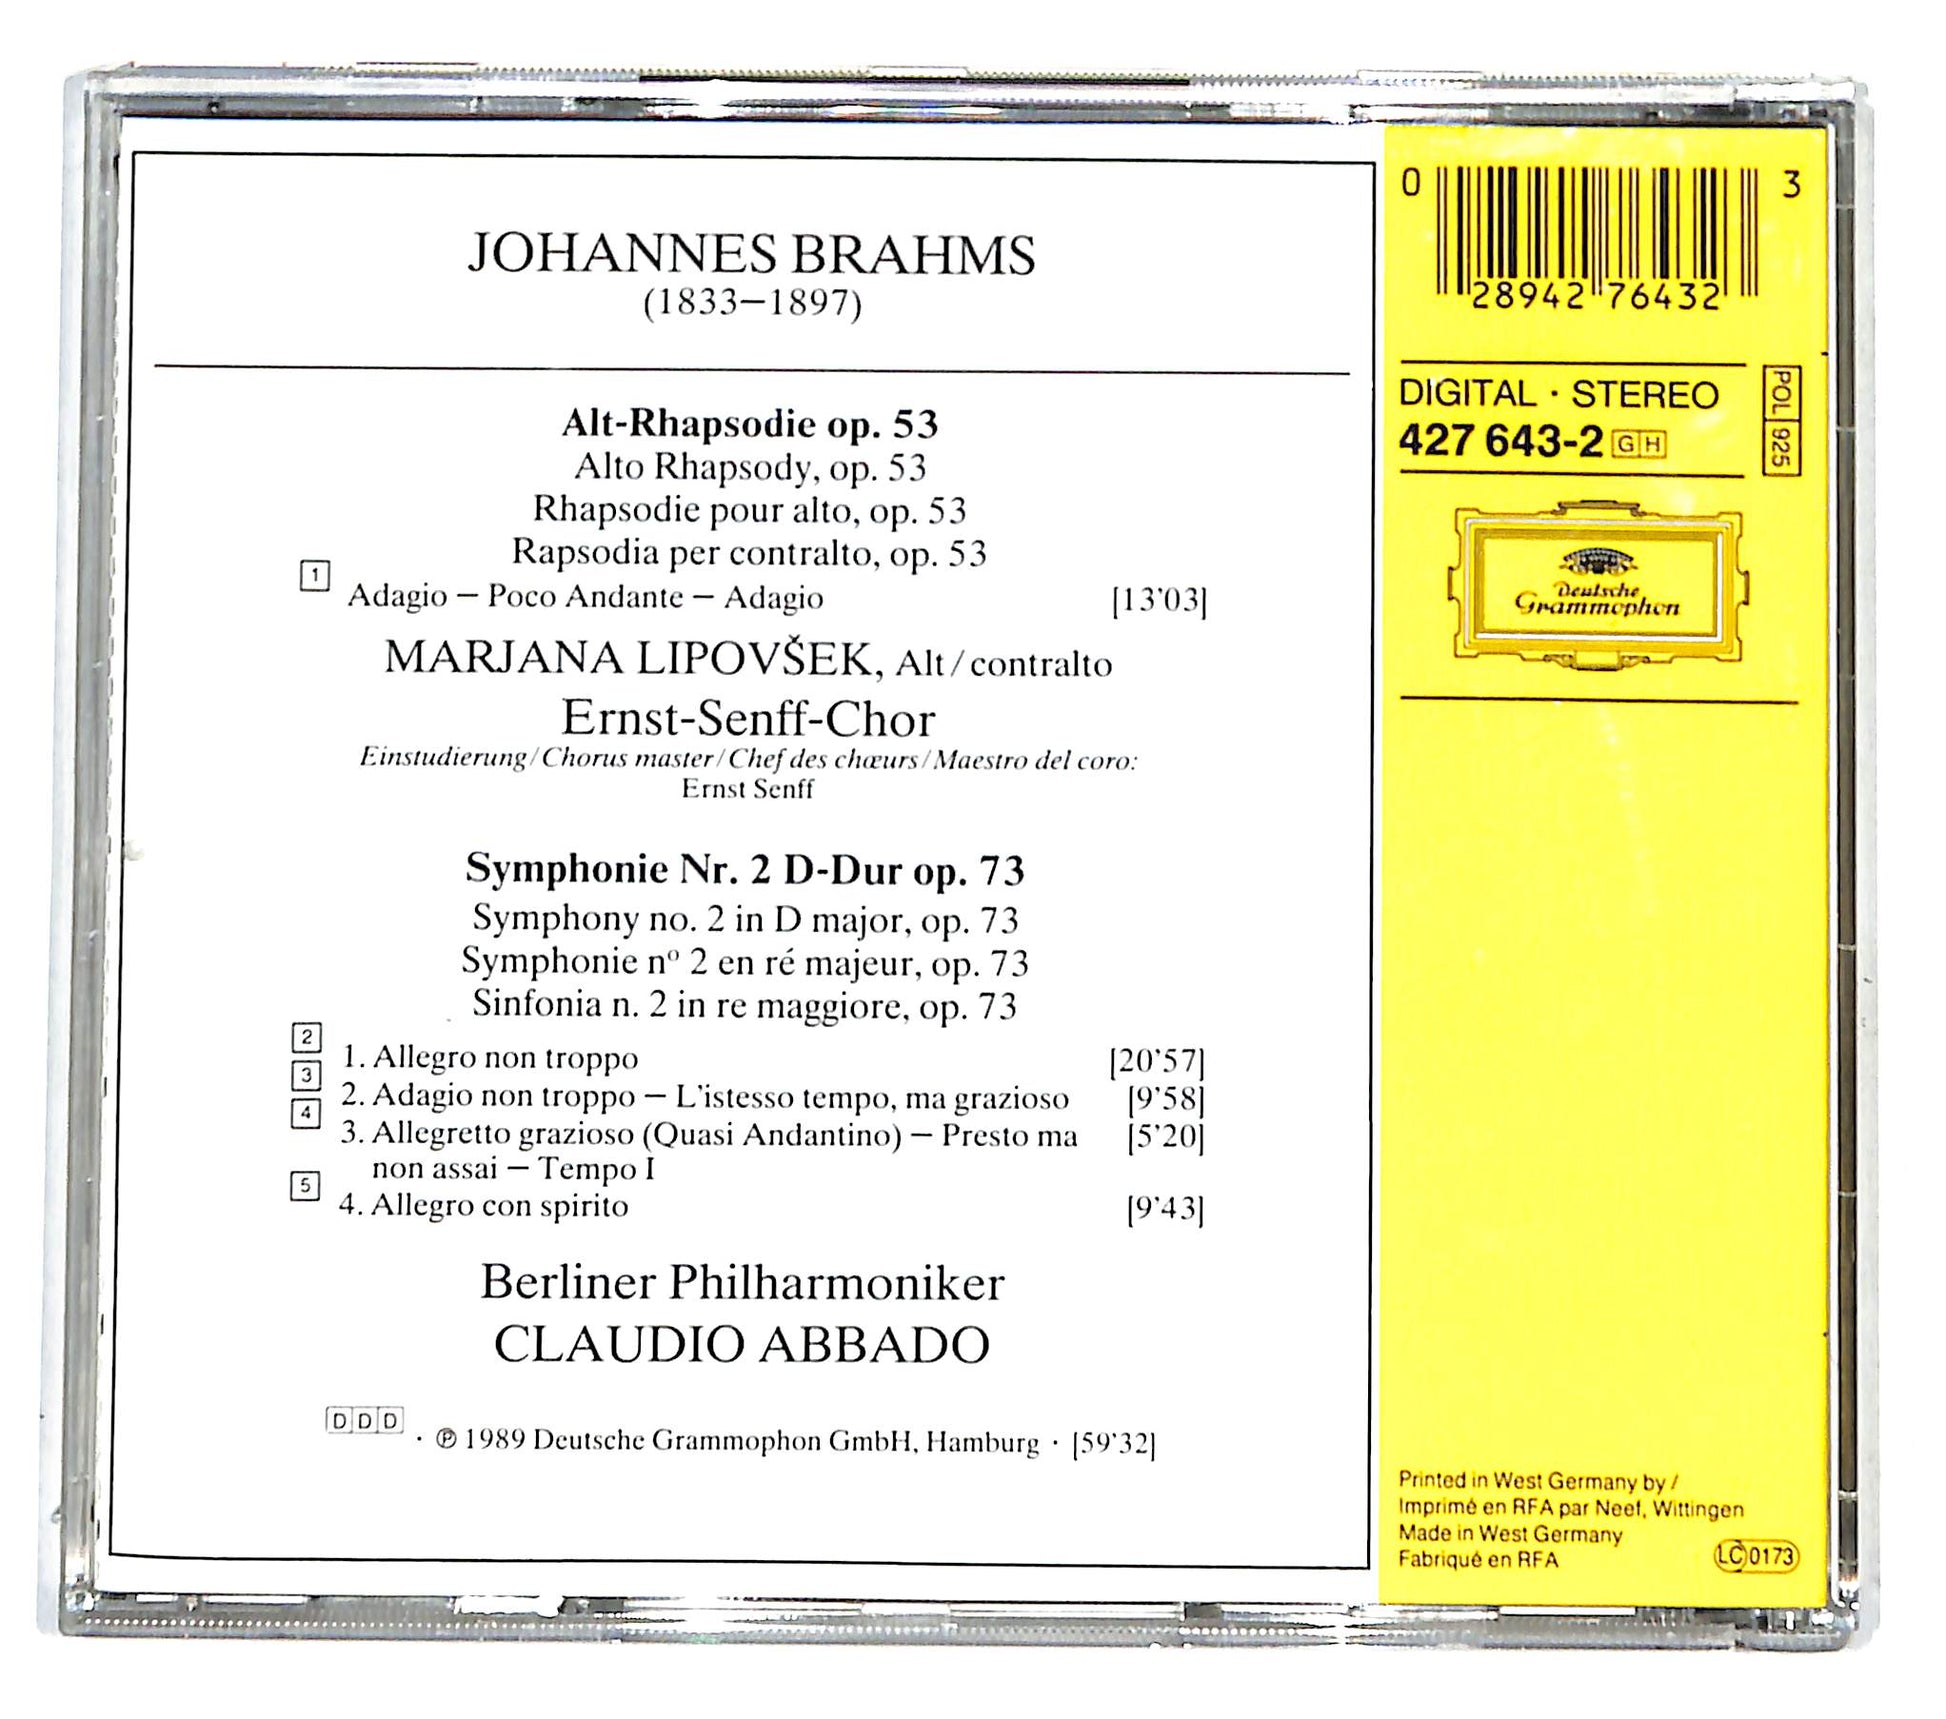 JOHANNES BRAHMS
(1833–1897)
Alt-Rhapsodie op. 53
Alto Rhapsody, op. 53
Rhapsodie pour alto, op. 53
Rapsodia per contralto, op. 53
1 Adagio – Poco Andante – Adagio [13'03]
MARJANA LIPOVŠEK, Alt/contralto
Ernst-Senff-Chor
Einstudierung/Chorus master/Chef des chœurs/Maestro del coro:
Ernst Senff
Symphonie Nr. 2 D-Dur op. 73
Symphony no. 2 in D major, op. 73
Symphonie nº 2 en ré majeur, op. 73
Sinfonia n. 2 in re maggiore, op. 73
2 1. Allegro non troppo [20'57]
3 2. Adagio non troppo – L'istesso tempo, ma grazioso [9'58]
4 3. Allegretto grazioso (Quasi Andantino) – Presto ma [5'20]
non assai – Tempo I
5 4. Allegro con spirito [9'43]
Berliner Philharmoniker
CLAUDIO ABBADO
DDD · ℗ 1989 Deutsche Grammophon GmbH, Hamburg · [59'32]
0 28942 76432 3
DIGITAL · STEREO
427 643-2 GH
POL 925
Deutsche
Grammophon
Printed in West Germany by /
Imprimé en RFA par Neef, Wittingen
Made in West Germany
Fabriqué en RFA
LC 0173